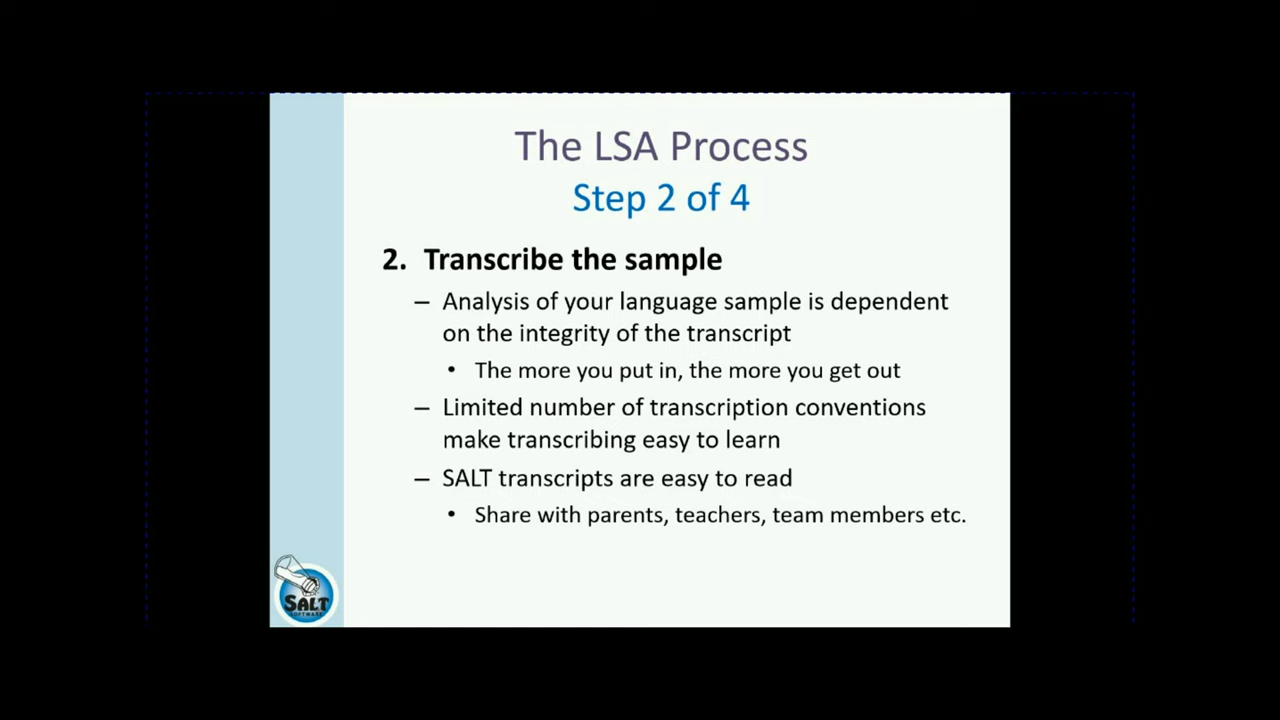 The LSA Process
Step 2 of 4
2. Transcribe the sample
– Analysis of your language sample is dependent
on the integrity of the transcript
• The more you put in, the more you get out
– Limited number of transcription conventions
make transcribing easy to learn
– SALT transcripts are easy to read
• Share with parents, teachers, team members etc.
SALT
SOFTWARE